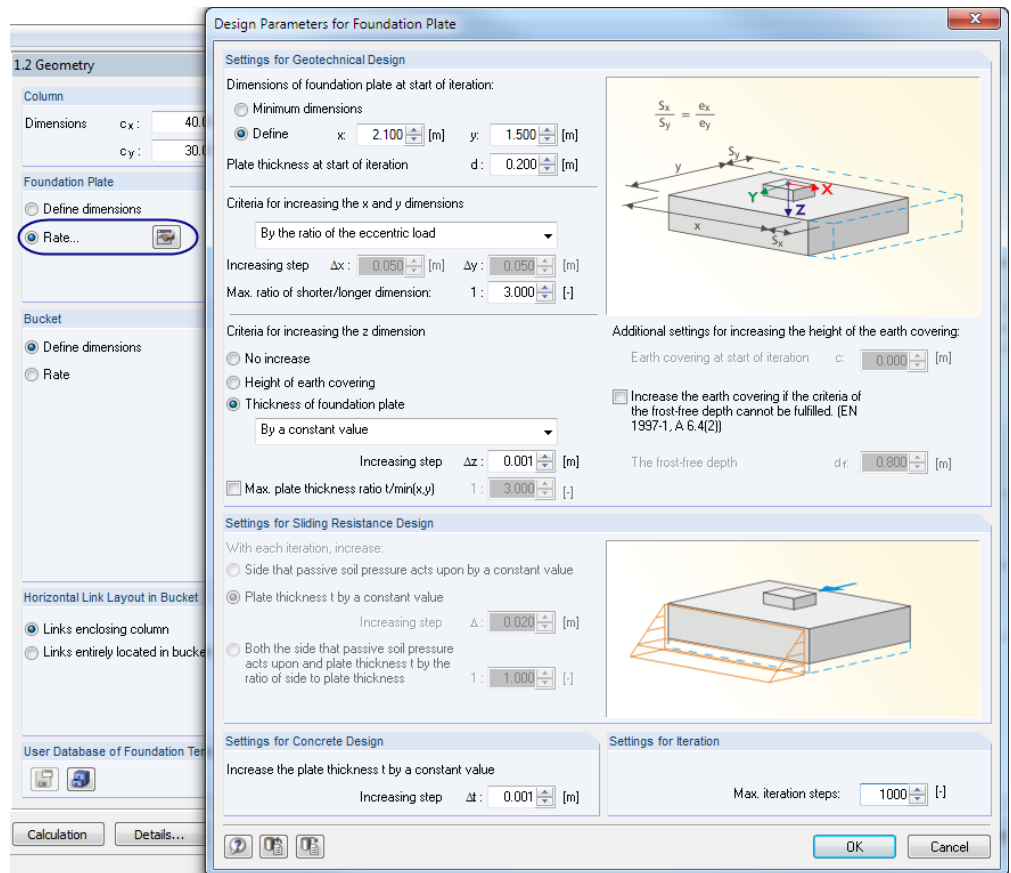 1.2 Geometry
Column
Dimensions cx : 40.0
cy : 30.0
Foundation Plate
Define dimensions
Rate...
Bucket
Define dimensions
Rate
Horizontal Link Layout in Bucket
Links enclosing column
Links entirely located in bucke
User Database of Foundation Ter
Calculation Details...
Design Parameters for Foundation Plate
Settings for Geotechnical Design
Dimensions of foundation plate at start of iteration:
Minimum dimensions
Define x: 2.100 [m] y: 1.500 [m]
Plate thickness at start of iteration d : 0.200 [m]
Criteria for increasing the x and y dimensions
By the ratio of the eccentric load
Increasing step Δx : 0.050 [m] Δy : 0.050 [m]
Max. ratio of shorter/longer dimension: 1 : 3.000 [-]
Sx / Sy = ex / ey
Sy
y
Y X
Z
x
Sx
Criteria for increasing the z dimension
No increase
Height of earth covering
Thickness of foundation plate
By a constant value
Increasing step Δz : 0.001 [m]
Max. plate thickness ratio t/min(x,y) 1 : 3.000 [-]
Additional settings for increasing the height of the earth covering:
Earth covering at start of iteration c: 0.000 [m]
Increase the earth covering if the criteria of
the frost-free depth cannot be fulfilled. (EN
1997-1, A 6.4(2))
The frost-free depth df: 0.800 [m]
Settings for Sliding Resistance Design
With each iteration, increase:
Side that passive soil pressure acts upon by a constant value
Plate thickness t by a constant value
Increasing step Δ : 0.020 [m]
Both the side that passive soil pressure
acts upon and plate thickness t by the
ratio of side to plate thickness 1 : 1.000 [-]
Settings for Concrete Design
Increase the plate thickness t by a constant value
Increasing step Δt : 0.001 [m]
Settings for Iteration
Max. iteration steps: 1000 [-]
OK Cancel